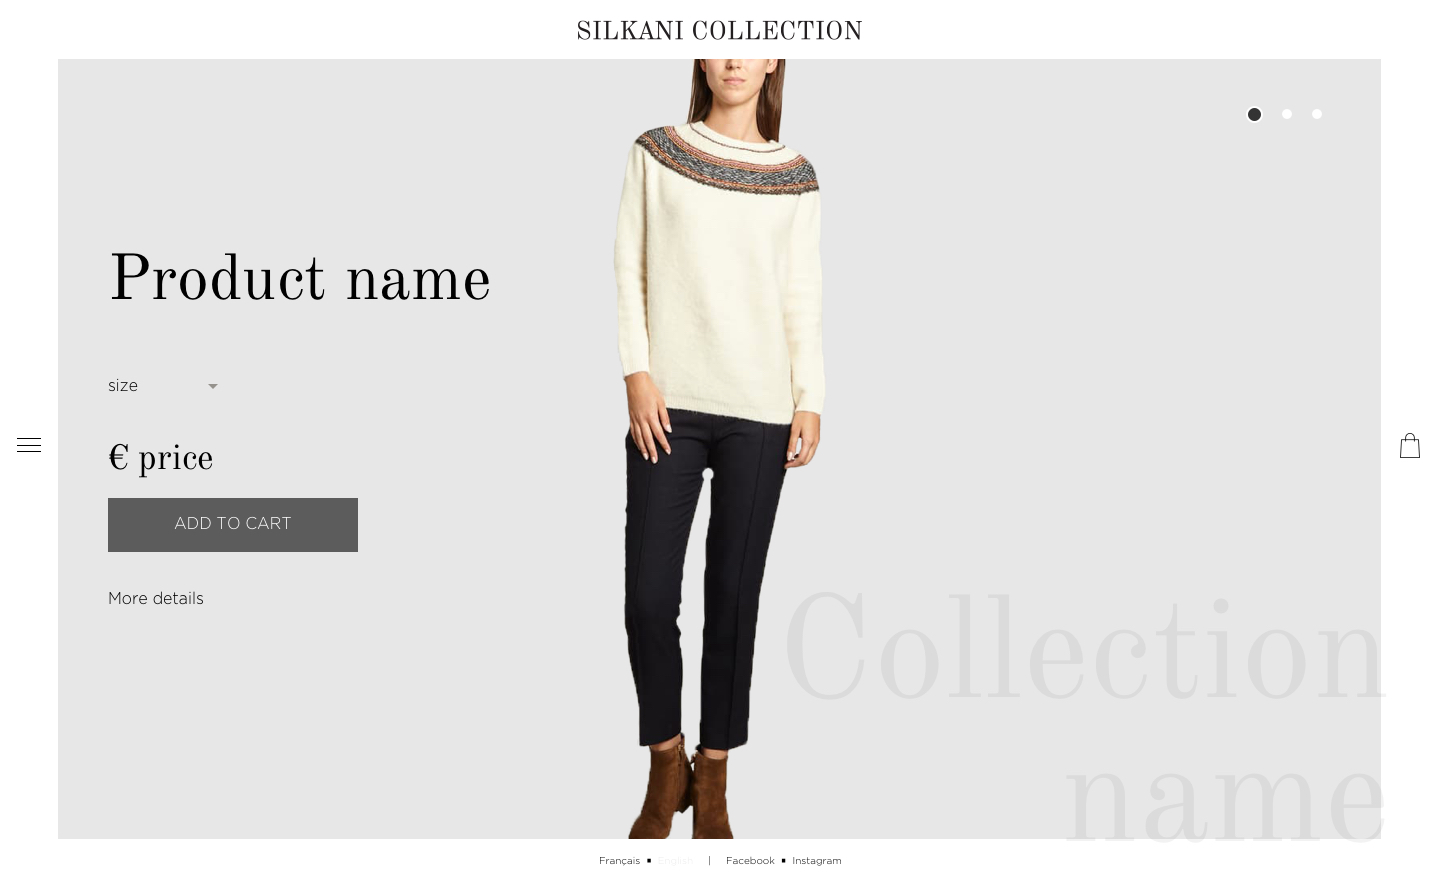 SILKANI COLLECTION
Product name
size
€ price
ADD TO CART
More details
Collection
name
Français ▪ English | Facebook ▪ Instagram